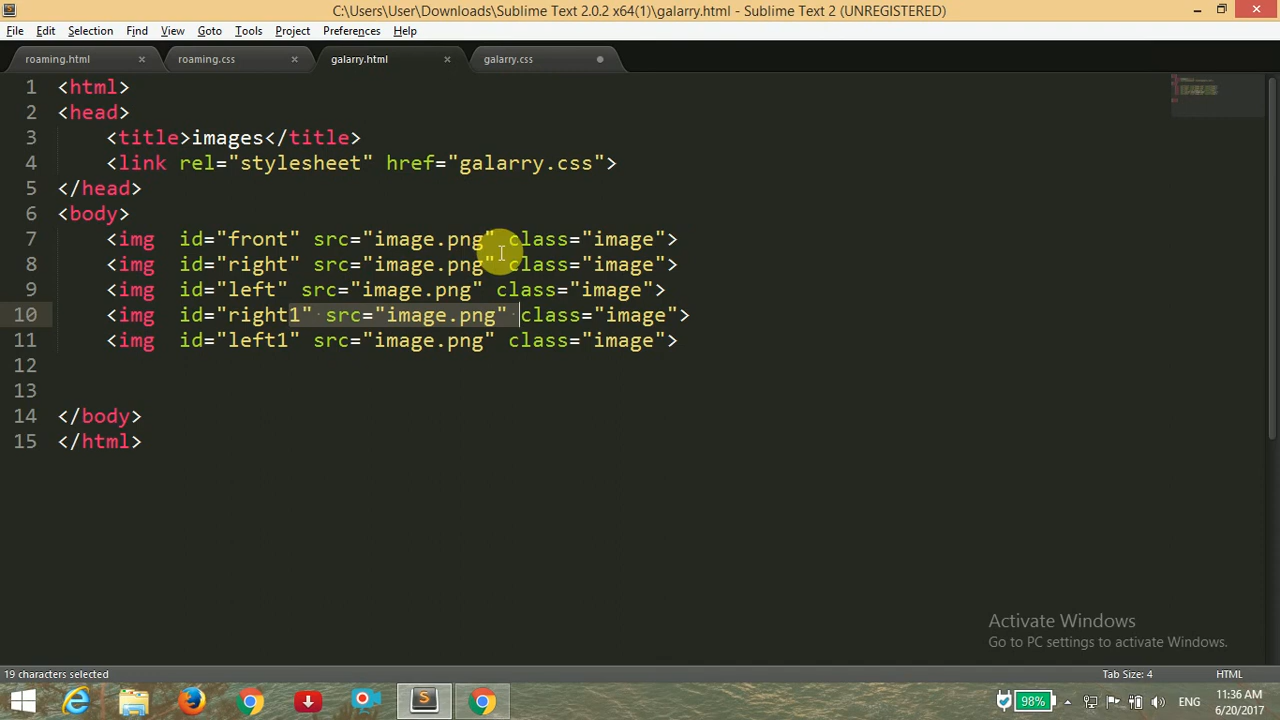 C:\Users\User\Downloads\Sublime Text 2.0.2 x64(1)\galarry.html - Sublime Text 2 (UNREGISTERED)
File Edit Selection Find View Goto Tools Project Preferences Help
roaming.html roaming.css galarry.html galarry.css
1 <html>
2 <head>
3 <title>images</title>
4 <link rel="stylesheet" href="galarry.css">
5 </head>
6 <body>
7 <img  id="front" src="image.png" class="image">
8 <img  id="right" src="image.png" class="image">
9 <img  id="left" src="image.png" class="image">
10 <img  id="right1" src="image.png" class="image">
11 <img  id="left1" src="image.png" class="image">
12
13
14 </body>
15 </html>
Activate Windows
Go to PC settings to activate Windows.
19 characters selected Tab Size: 4 HTML
98% ENG 11:36 AM
6/20/2017